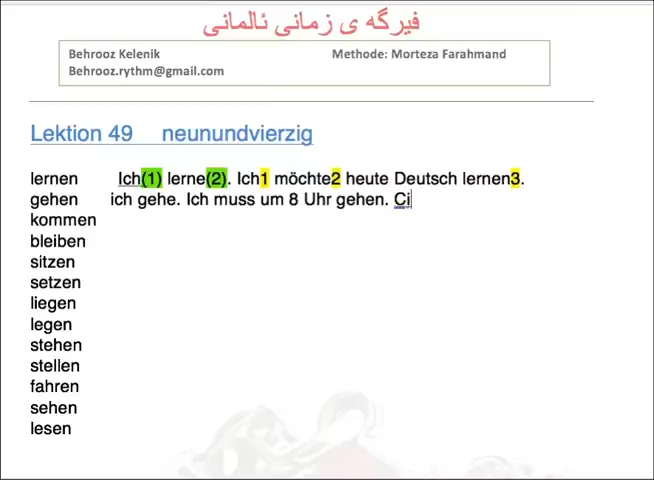 فیرگه ی زمانی ئالمانی
Behrooz Kelenik Methode: Morteza Farahmand
Behrooz.rythm@gmail.com
Lektion 49 neunundvierzig
lernen Ich(1) lerne(2). Ich1 möchte2 heute Deutsch lernen3.
gehen ich gehe. Ich muss um 8 Uhr gehen. Ci
kommen
bleiben
sitzen
setzen
liegen
legen
stehen
stellen
fahren
sehen
lesen